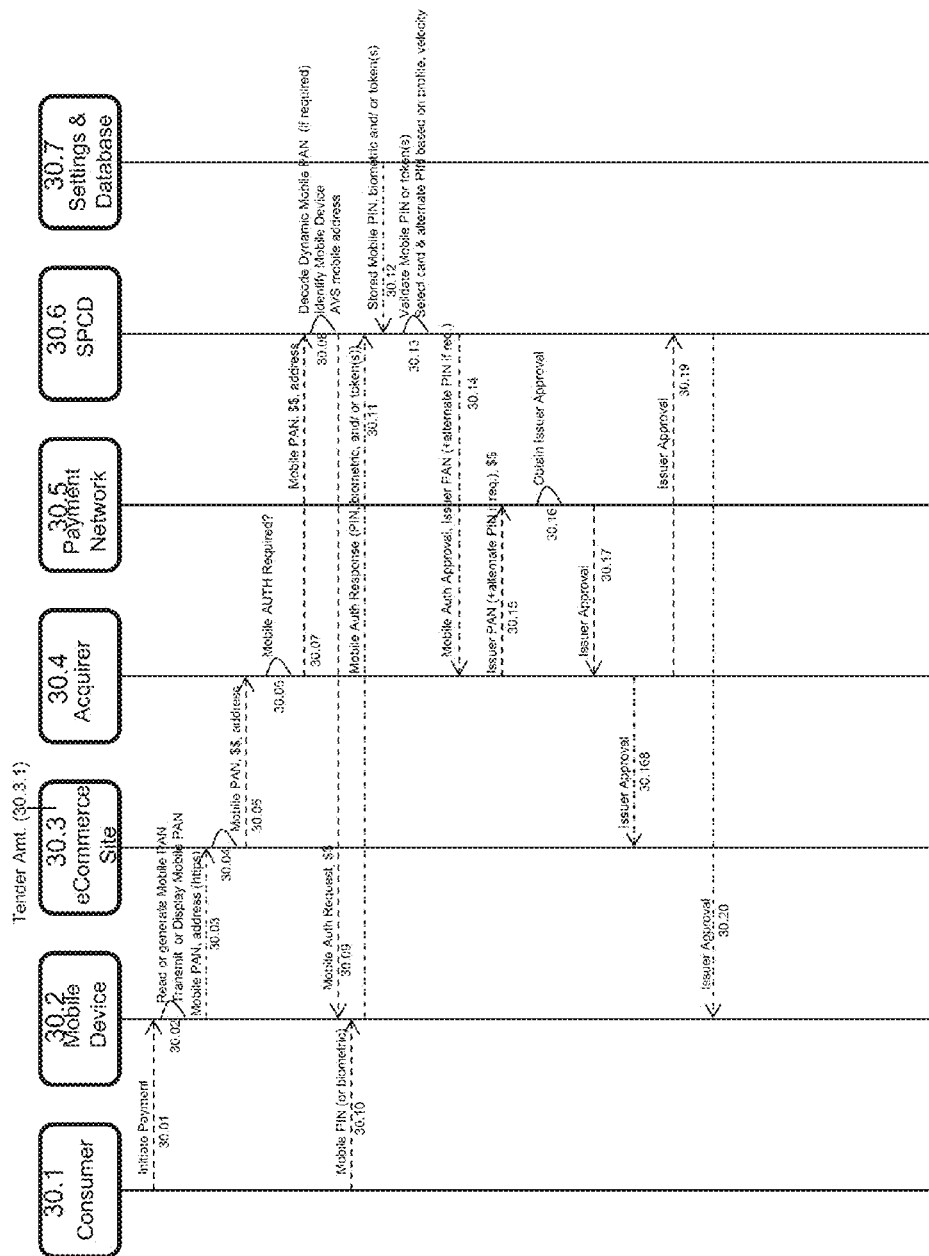 Tender Amt. (30.3.1)
30.1
Consumer
30.2
Mobile
Device
30.3
eCommerce
Site
30.4
Acquirer
30.5
Payment
Network
30.6
SPCD
30.7
Settings &
Database
Initiate Payment
30.01
Read or generate Mobile PAN
Transmit or Display Mobile PAN
30.02
Mobile PAN, address (https)
30.03
30.04
Mobile PAN, $$, address
30.05
Mobile AUTH Required?
30.06
Mobile PAN, $$, address
30.07
Decode Dynamic Mobile PAN (if required)
Identify Mobile Device
AVS mobile address
30.08
Mobile Auth Request, $$
30.09
Mobile PIN (or biometric)
30.10
Mobile Auth Response (PIN, biometric, and/ or token(s))
30.11
Stored Mobile PIN, biometric and/ or token(s)
30.12
Validate Mobile PIN or token(s)
Select card & alternate PIN based on profile, velocity
30.13
Mobile Auth Approval, Issuer PAN (+alternate PIN if req.)
30.14
Issuer PAN (+alternate PIN if req.), $$
30.15
Obtain Issuer Approval
30.16
Issuer Approval
30.17
Issuer Approval
30.168
Issuer Approval
30.19
Issuer Approval
30.20